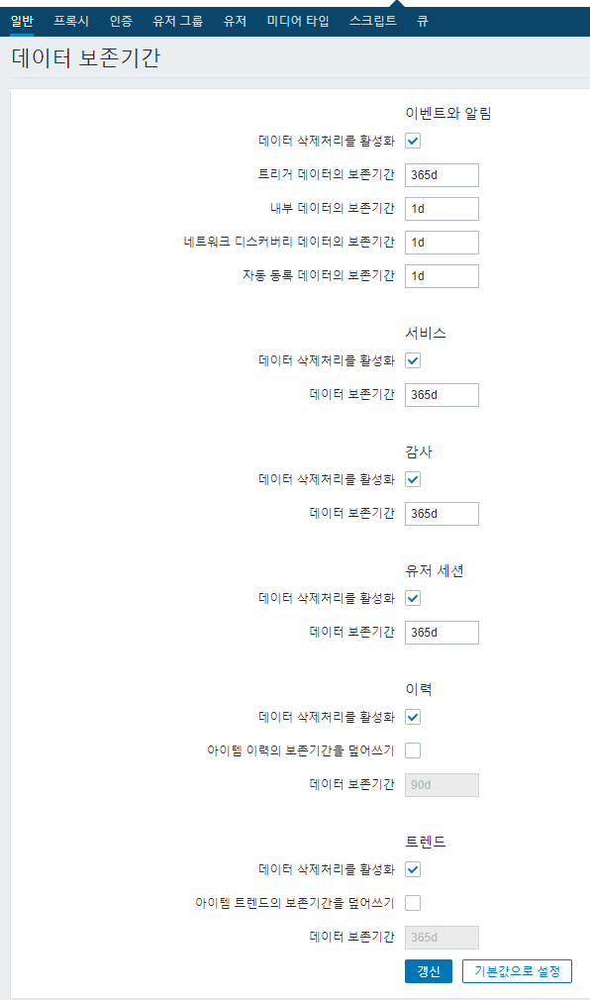 일반 프록시 인증 유저 그룹 유저 미디어 타입 스크립트 큐
데이터 보존기간
이벤트와 알림
데이터 삭제처리를 활성화
트리거 데이터의 보존기간 365d
내부 데이터의 보존기간 1d
네트워크 디스커버리 데이터의 보존기간 1d
자동 등록 데이터의 보존기간 1d
서비스
데이터 삭제처리를 활성화
데이터 보존기간 365d
감사
데이터 삭제처리를 활성화
데이터 보존기간 365d
유저 세션
데이터 삭제처리를 활성화
데이터 보존기간 365d
이력
데이터 삭제처리를 활성화
아이템 이력의 보존기간을 덮어쓰기
데이터 보존기간 90d
트렌드
데이터 삭제처리를 활성화
아이템 트렌드의 보존기간을 덮어쓰기
데이터 보존기간 365d
갱신 기본값으로 설정